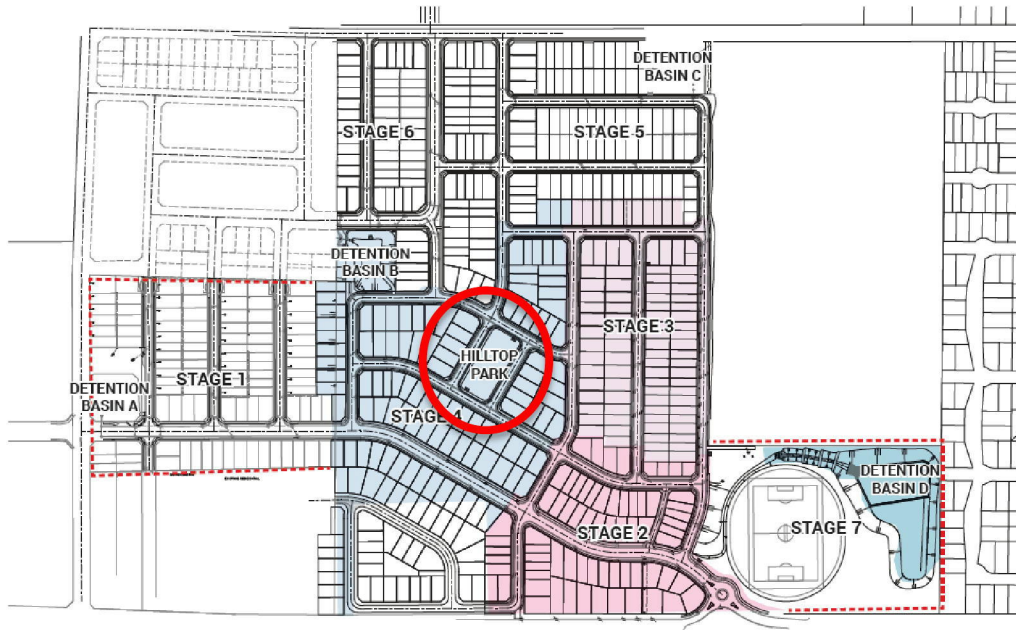 DETENTION
BASIN C
STAGE 6
STAGE 5
DETENTION
BASIN B
STAGE 3
HILLTOP
PARK
STAGE 1
DETENTION
BASIN A
STAGE 4
DETENTION
BASIN D
STAGE 7
STAGE 2